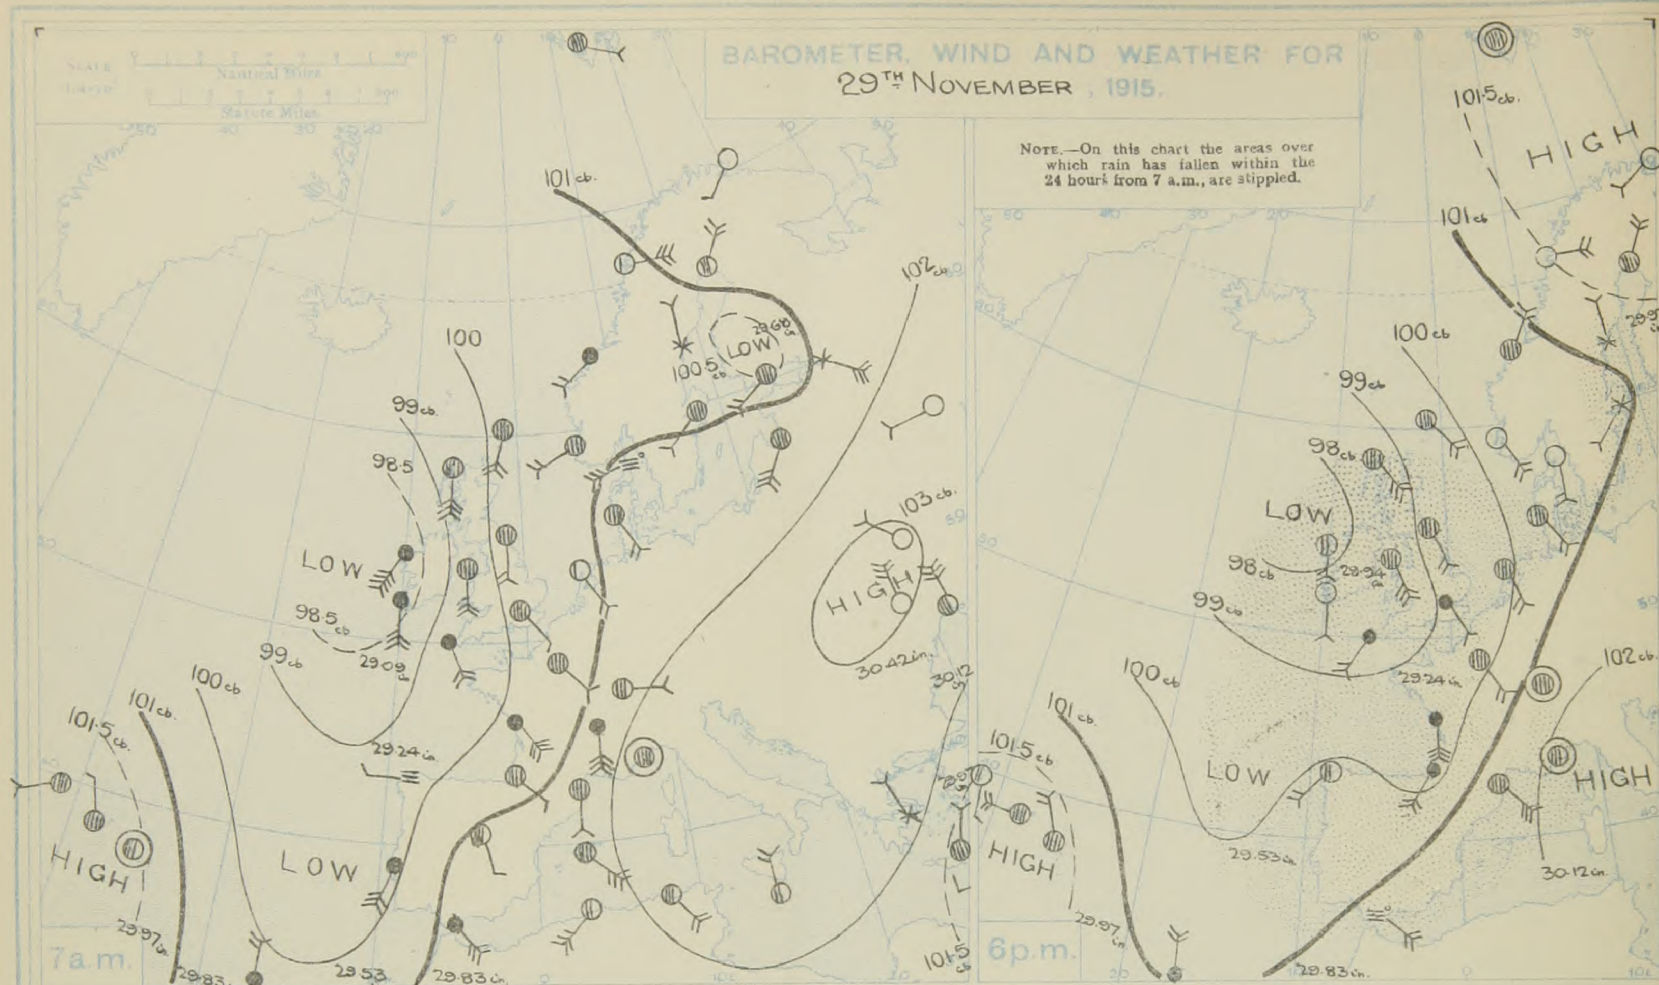 BAROMETER, WIND AND WEATHER FOR
29TH NOVEMBER, 1915.
Nautical Miles
Statute Miles
NOTE.—On this chart the areas over
which rain has fallen within the
24 hours from 7 a.m., are stippled.
101 cb.
102 cb
100
29.68 in
LOW
100.5 cb
99 cb.
98.5
103 cb.
LOW
HIGH
98.5 cb
29.09 in
30.42 in.
99 cb
30.12 in
100 cb
101 cb.
101.5 cb.
29.24 in
HIGH
LOW
29.97 in
29.83
29.53
29.83 in.
101.5 cb
7 a.m.
101.5 cb.
HIGH
101 cb
100 cb
99 cb
98 cb
LOW
98 cb
29.24 in
99 cb
100 cb
102 cb.
101 cb.
101.5 cb
LOW
HIGH
HIGH
29.53 in
30.12 in.
29.97 in
29.83 in.
6 p.m.